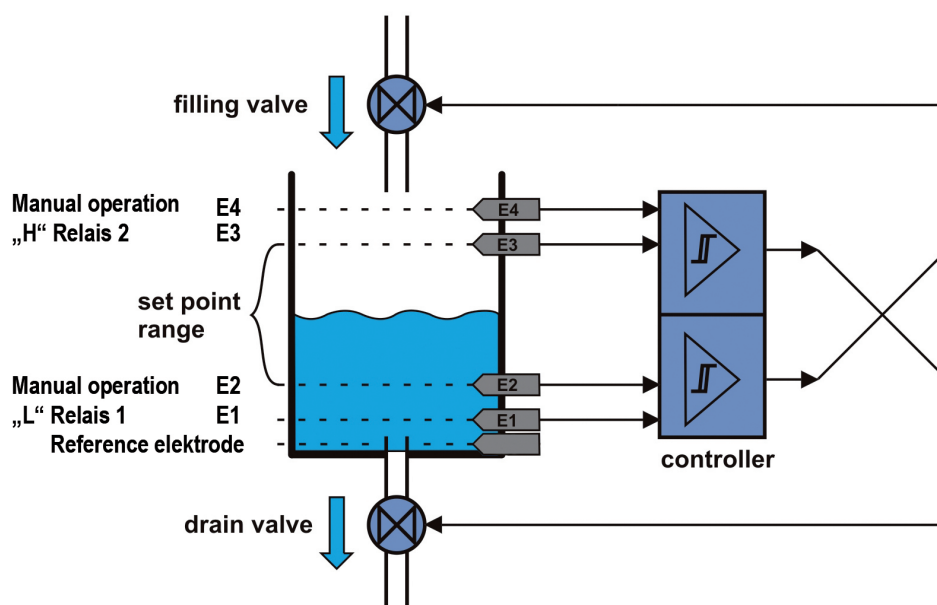 filling valve
Manual operation E4
„H“ Relais 2 E3
set point
range
Manual operation E2
„L“ Relais 1 E1
Reference elektrode
drain valve
E4
E3
E2
E1
controller